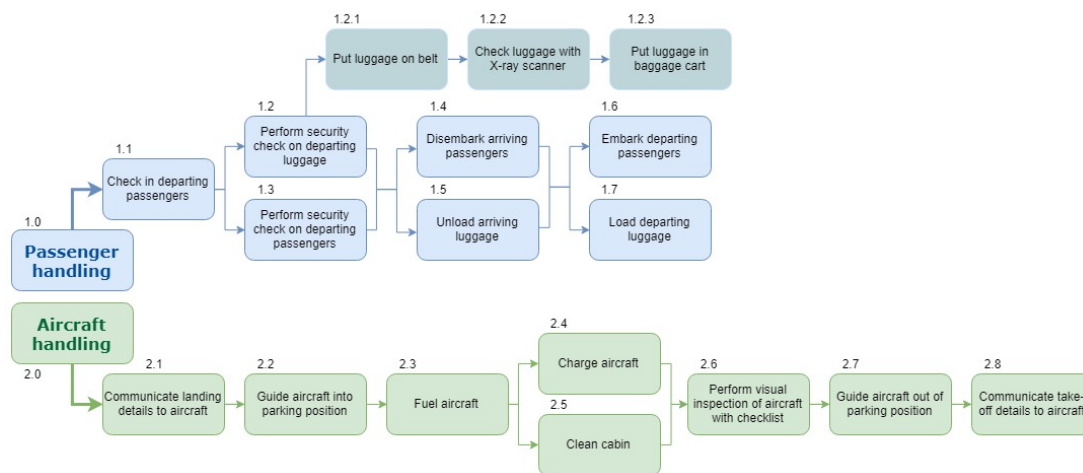 1.2.1
1.2.2
1.2.3
Put luggage on belt
Check luggage with
X-ray scanner
Put luggage in
baggage cart
1.2
1.4
1.6
Perform security
check on departing
luggage
Disembark arriving
passengers
Embark departing
passengers
1.1
Check in departing
passengers
1.3
1.5
1.7
Perform security
check on departing
passengers
Unload arriving
luggage
Load departing
luggage
1.0
Passenger
handling
Aircraft
handling
2.0
2.1
2.2
2.3
2.4
2.5
2.6
2.7
2.8
Communicate landing
details to aircraft
Guide aircraft into
parking position
Fuel aircraft
Charge aircraft
Clean cabin
Perform visual
inspection of aircraft
with checklist
Guide aircraft out of
parking position
Communicate take-
off details to aircraft